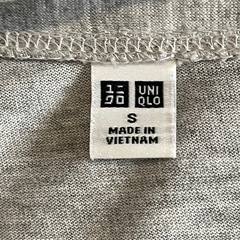 ユニ UNI
クロ QLO
S
MADE IN
VIETNAM